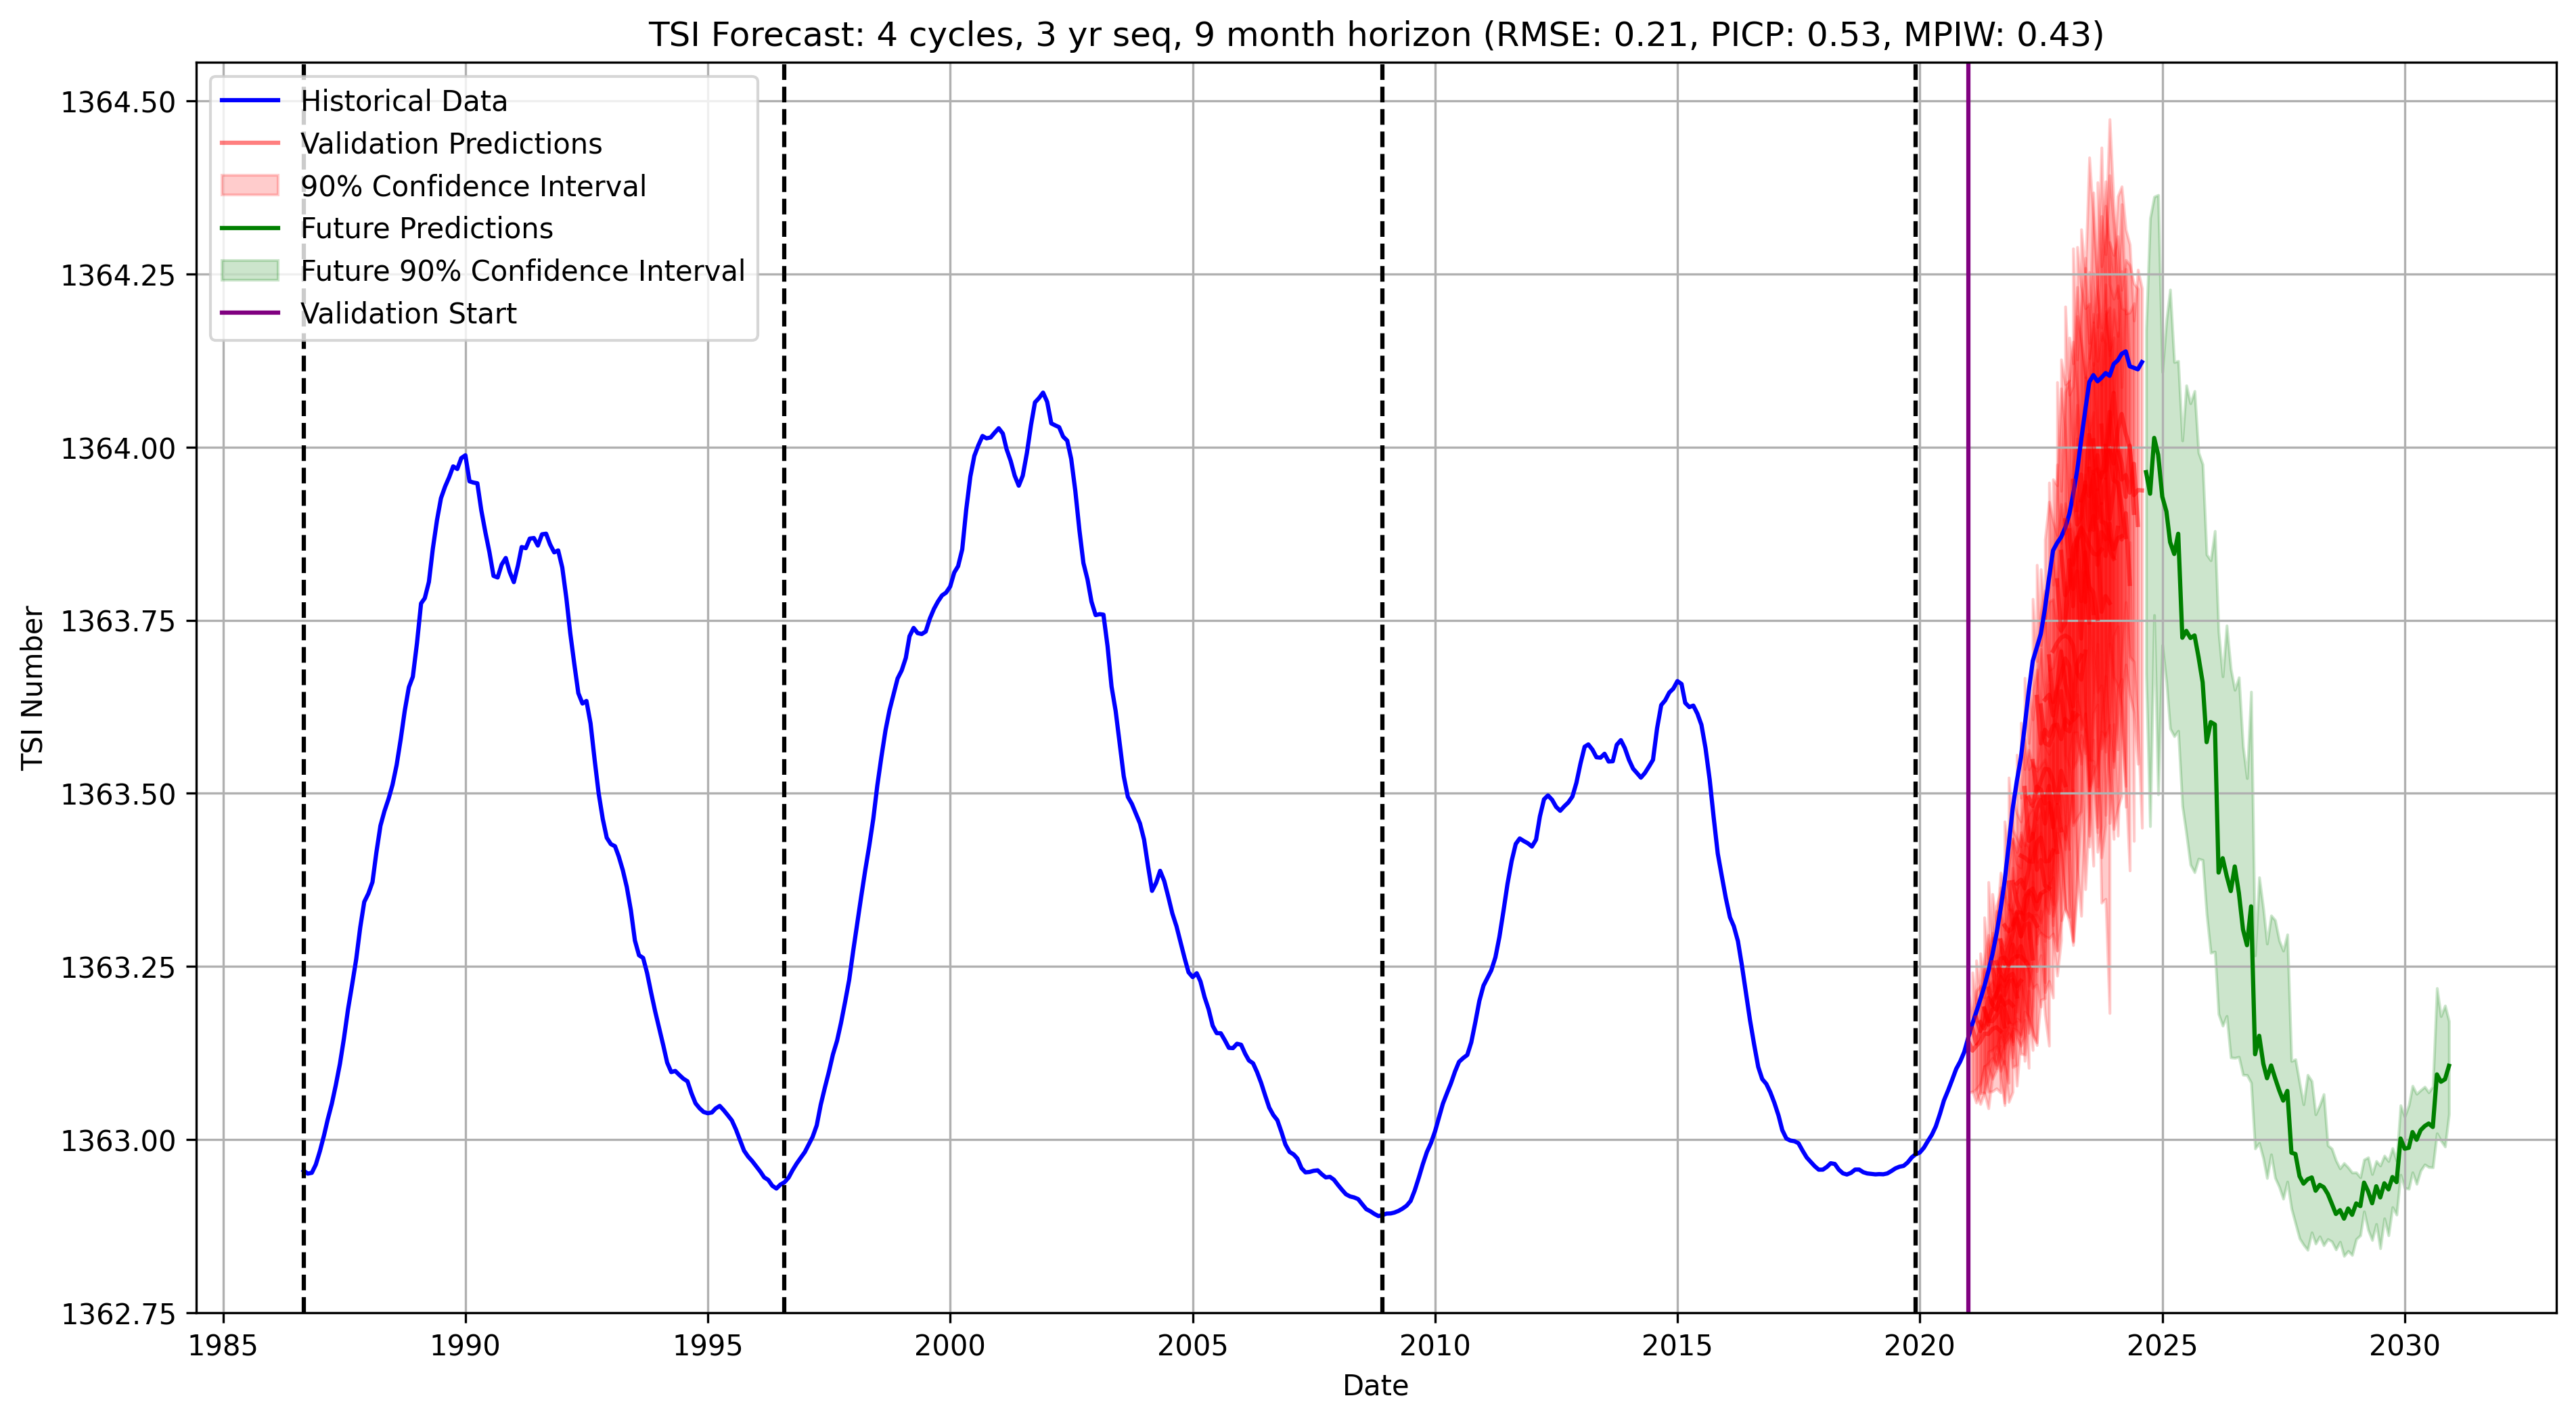 TSI Forecast: 4 cycles, 3 yr seq, 9 month horizon (RMSE: 0.21, PICP: 0.53, MPIW: 0.43)
Historical Data
Validation Predictions
90% Confidence Interval
Future Predictions
Future 90% Confidence Interval
Validation Start
TSI Number
1364.50
1364.25
1364.00
1363.75
1363.50
1363.25
1363.00
1362.75
1985 1990 1995 2000 2005 2010 2015 2020 2025 2030
Date